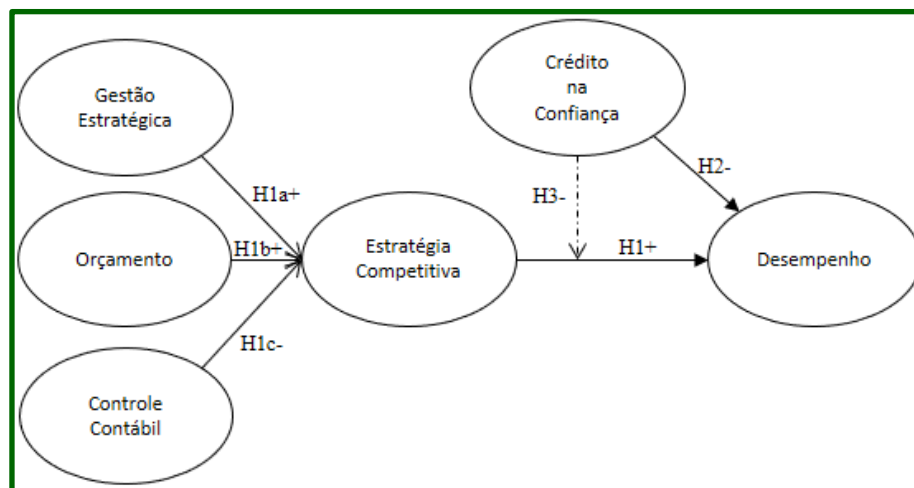 Gestão
Estratégica
Crédito
na
Confiança
H1a+
H2-
H3-
Orçamento
H1b+
Estratégia
Competitiva
H1+
Desempenho
H1c-
Controle
Contábil